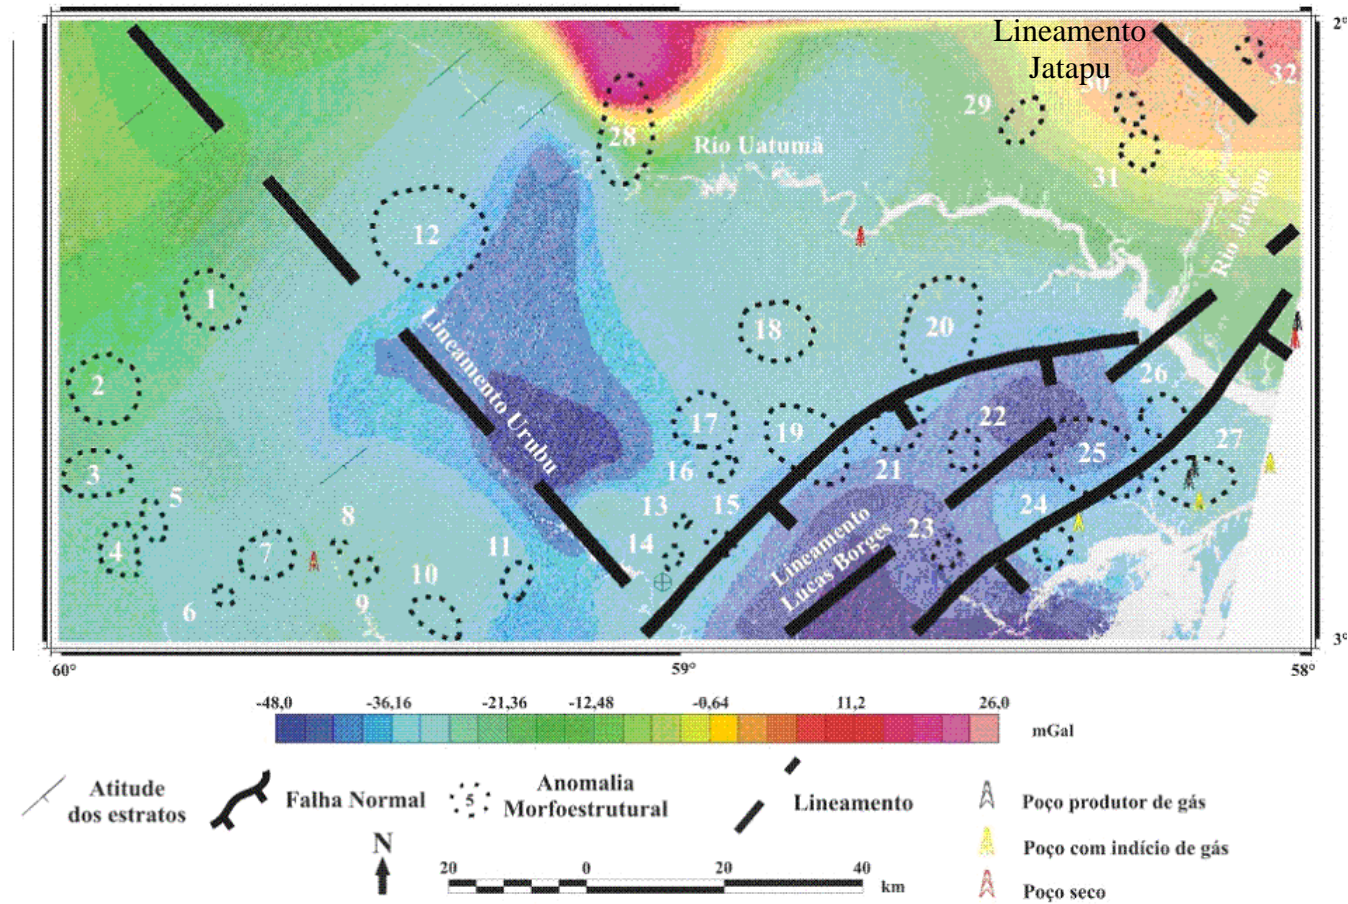 2°
Lineamento
Jatapu
32
30
29
28
31
Rio Uatumã
Rio Jatapu
12
1
18
20
2
Lineamento Urubu
26
17
19
22
27
25
3
16
21
5
13
15
24
8
23
4
7
11
14
Lineamento
Lucas Borges
10
6
9
3°
60°
59°
58°
-48,0
-36,16
-21,36
-12,48
-0,64
11,2
26,0
mGal
Atitude
dos estratos
Falha Normal
5
Anomalia
Morfoestrutural
Lineamento
Poço produtor de gás
Poço com indício de gás
Poço seco
N
20
0
20
40
km